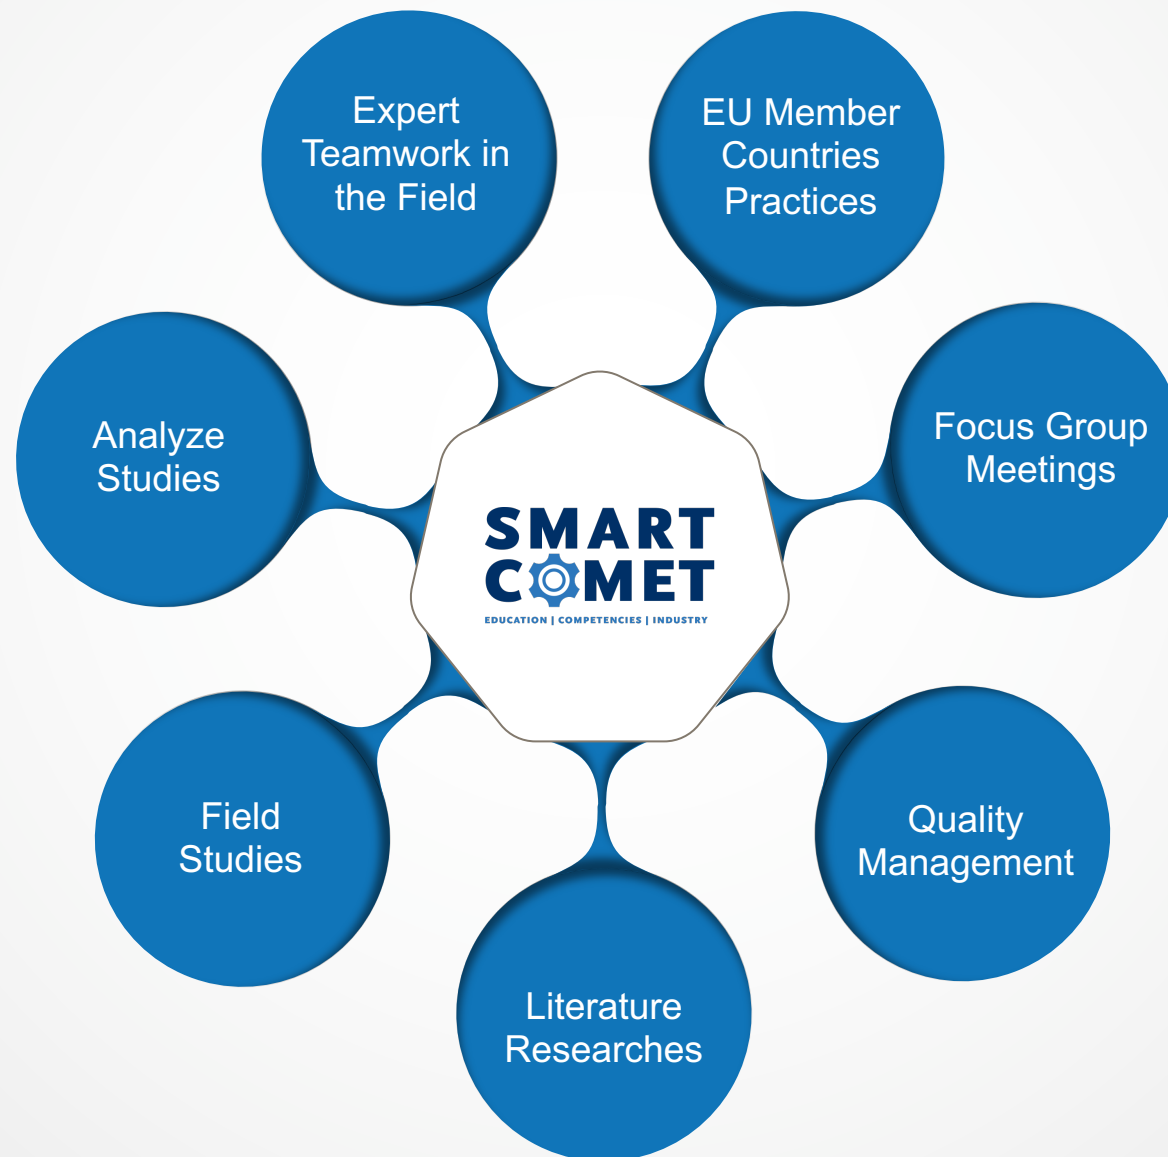 Expert
Teamwork in
the Field
EU Member
Countries
Practices
Analyze
Studies
Focus Group
Meetings
SMART
COMET
EDUCATION | COMPETENCIES | INDUSTRY
Field
Studies
Quality
Management
Literature
Researches